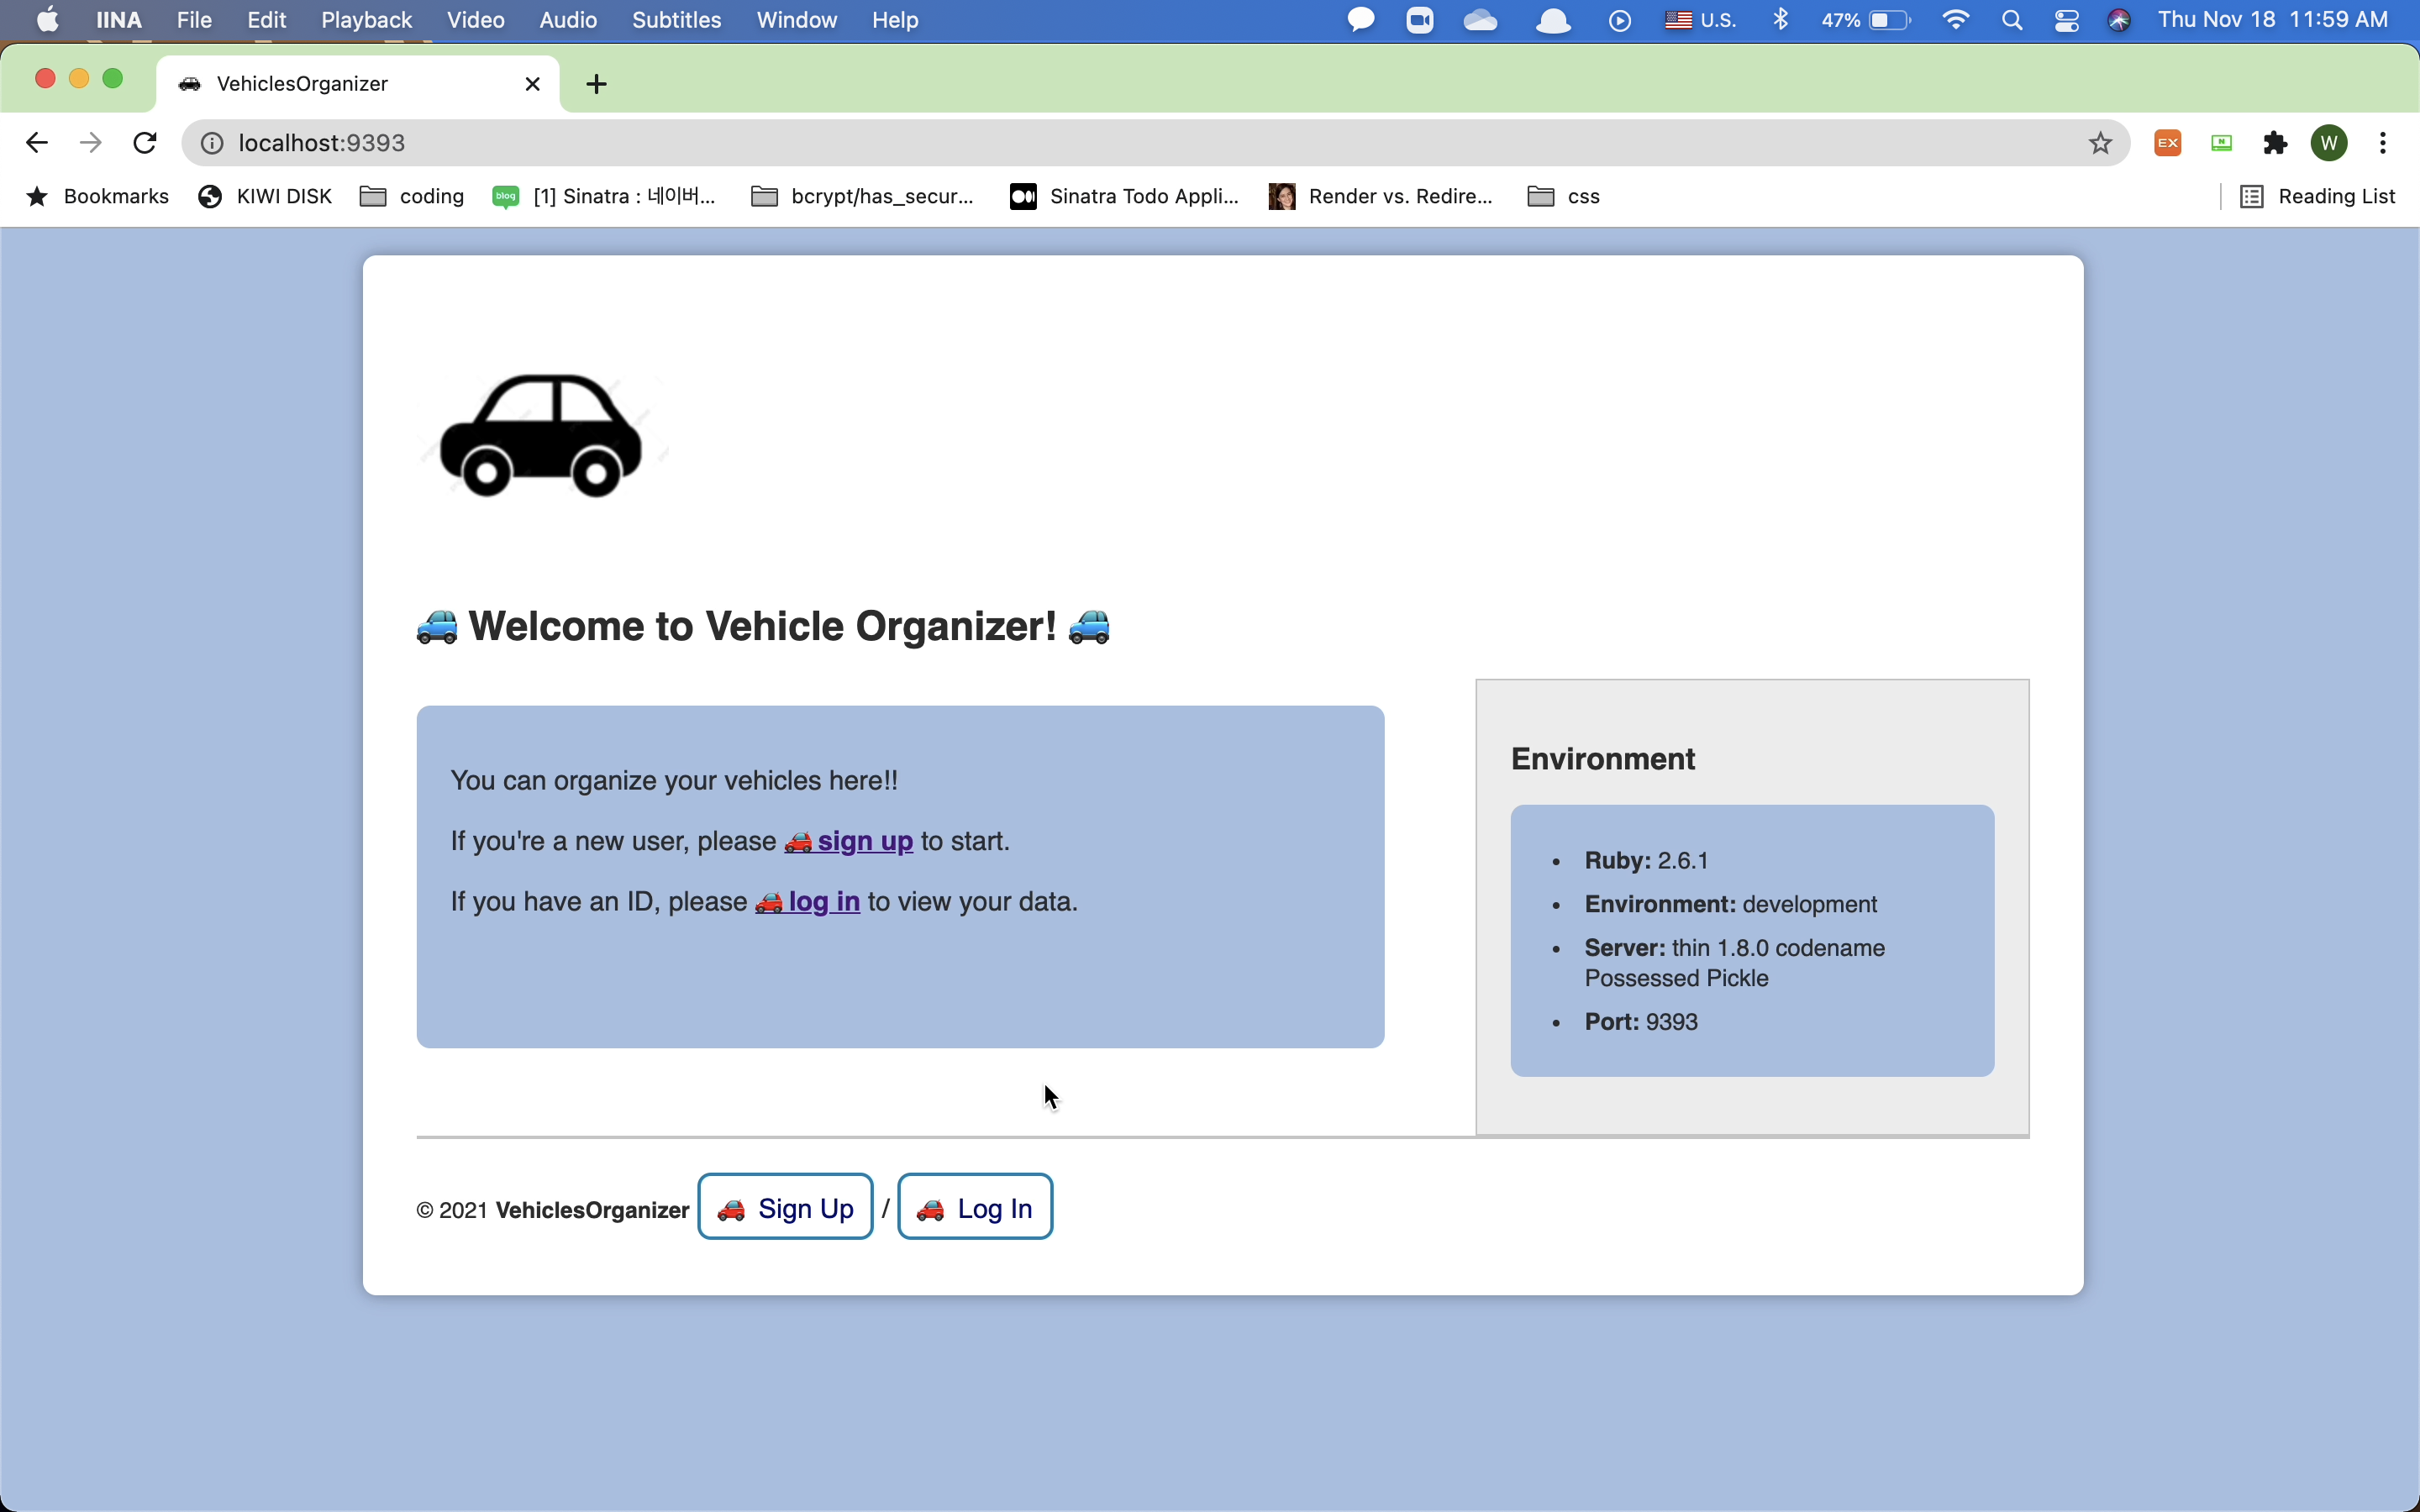 IINA File Edit Playback Video Audio Subtitles Window Help U.S. 47% Thu Nov 18 11:59 AM
VehiclesOrganizer
localhost:9393 EX N W
Bookmarks KIWI DISK coding blog [1] Sinatra : 네이버... bcrypt/has_secur... Sinatra Todo Appli... Render vs. Redire... css Reading List
🚙 Welcome to Vehicle Organizer! 🚙
You can organize your vehicles here!!
If you're a new user, please 🚗 sign up to start.
If you have an ID, please 🚗 log in to view your data.
Environment
• Ruby: 2.6.1
• Environment: development
• Server: thin 1.8.0 codename
Possessed Pickle
• Port: 9393
© 2021 VehiclesOrganizer 🚗 Sign Up / 🚗 Log In